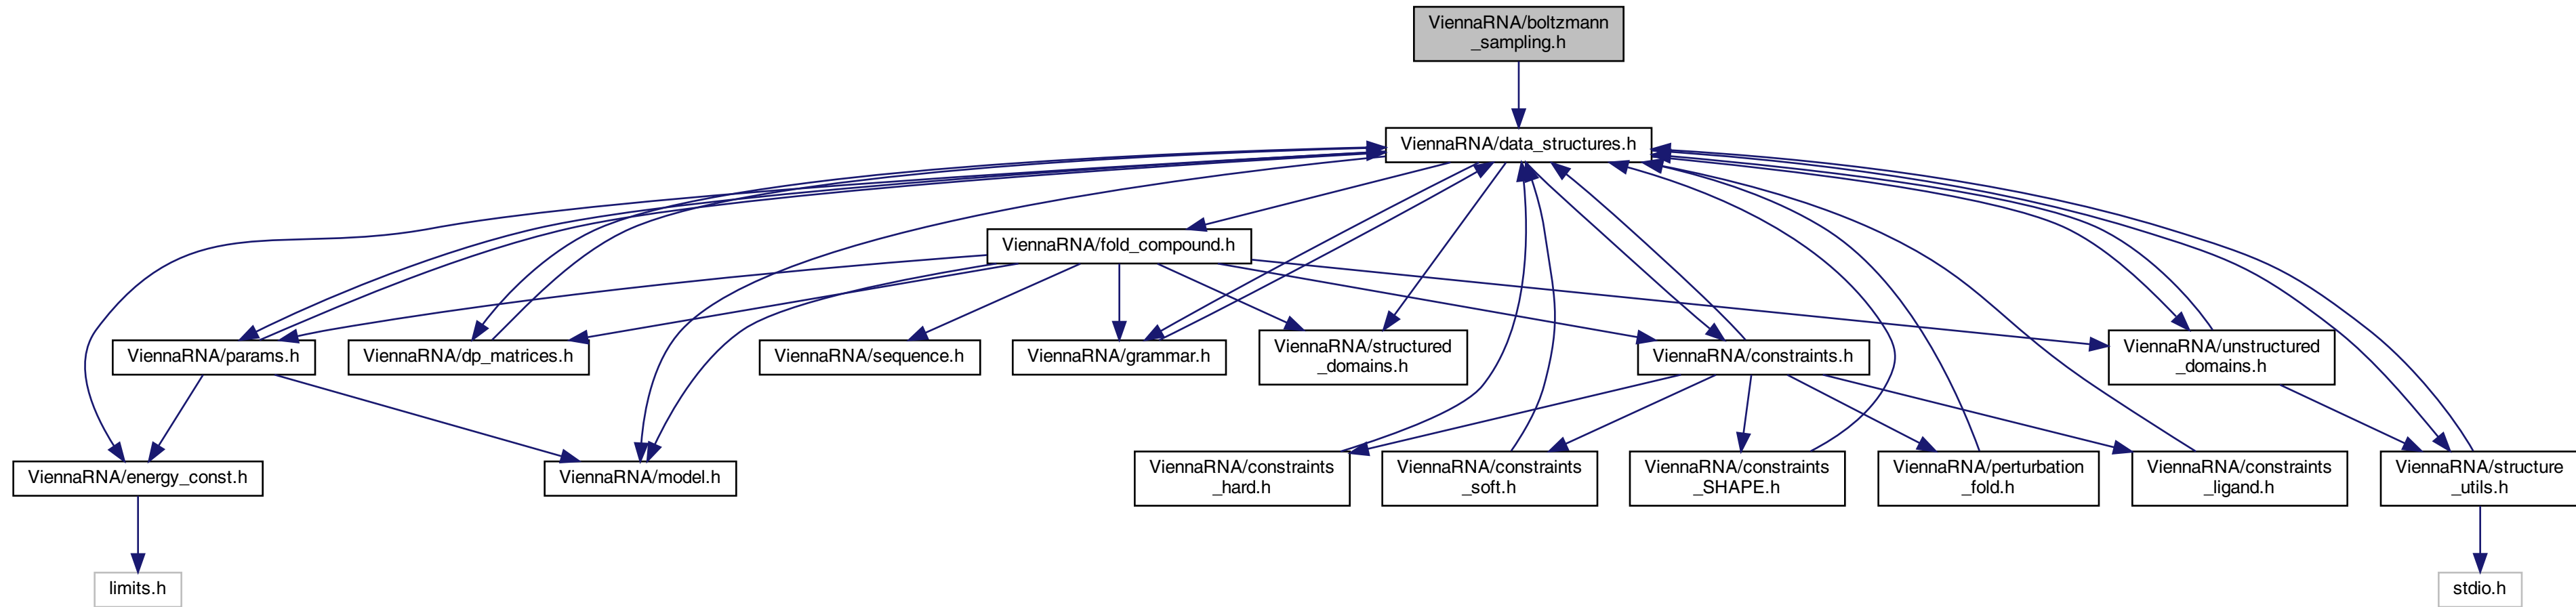 ViennaRNA/boltzmann
_sampling.h
ViennaRNA/data_structures.h
ViennaRNA/fold_compound.h
ViennaRNA/params.h
ViennaRNA/dp_matrices.h
ViennaRNA/sequence.h
ViennaRNA/grammar.h
ViennaRNA/structured
_domains.h
ViennaRNA/constraints.h
ViennaRNA/unstructured
_domains.h
ViennaRNA/energy_const.h
ViennaRNA/model.h
ViennaRNA/constraints
_hard.h
ViennaRNA/constraints
_soft.h
ViennaRNA/constraints
_SHAPE.h
ViennaRNA/perturbation
_fold.h
ViennaRNA/constraints
_ligand.h
ViennaRNA/structure
_utils.h
limits.h
stdio.h